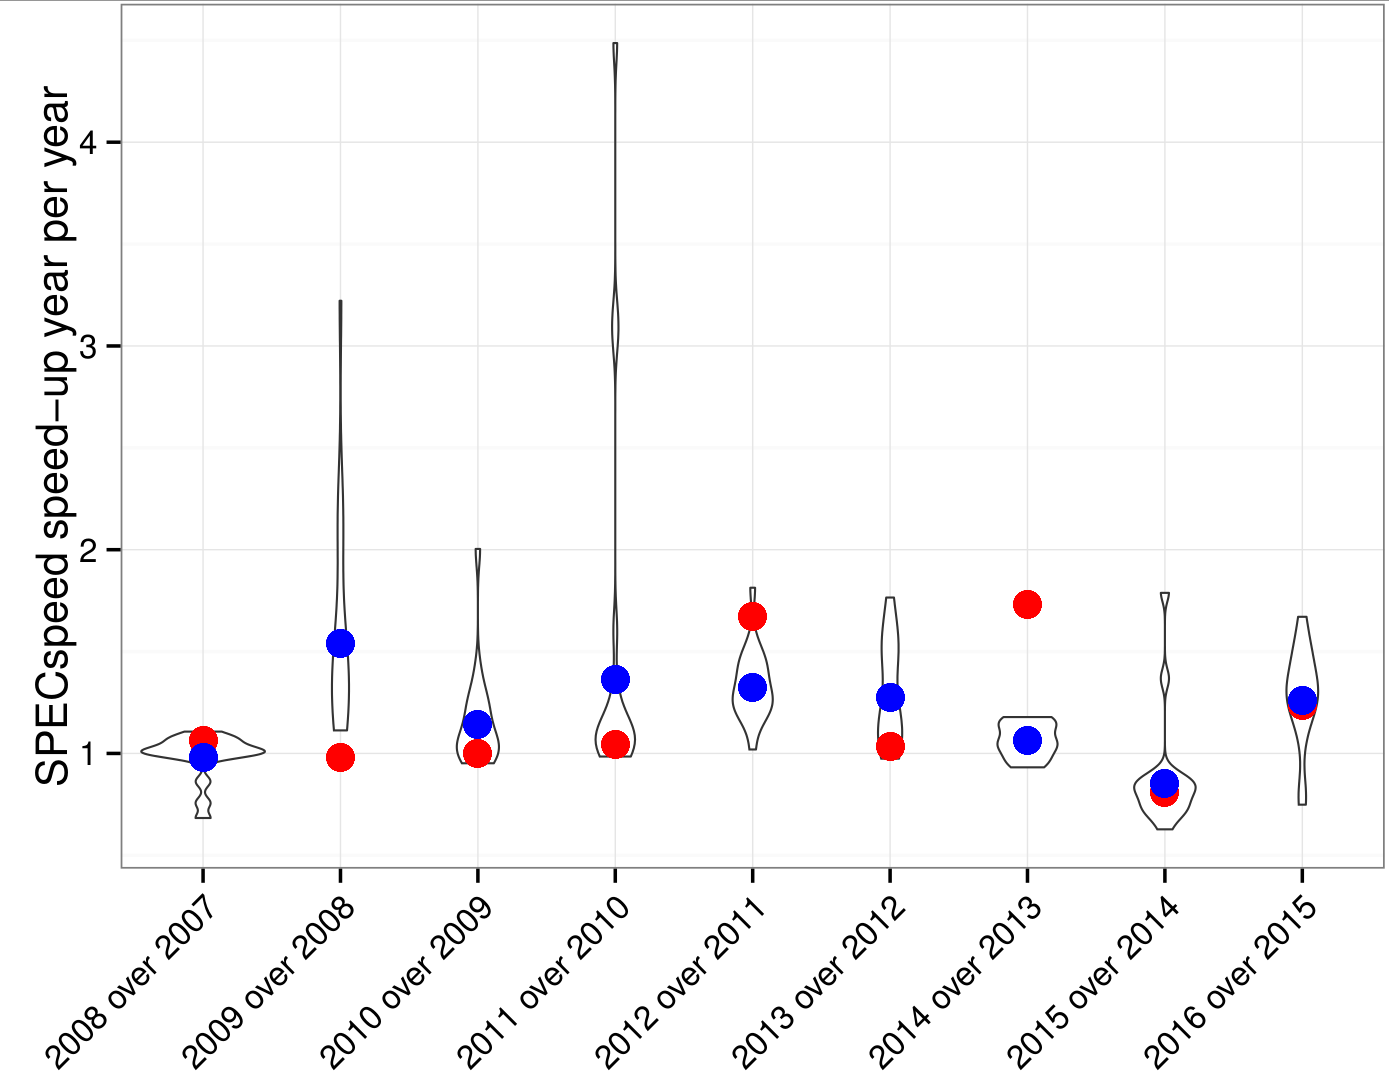 SPECspeed speed−up year per year
4
3
2
1
2008 over 2007
2009 over 2008
2010 over 2009
2011 over 2010
2012 over 2011
2013 over 2012
2014 over 2013
2015 over 2014
2016 over 2015